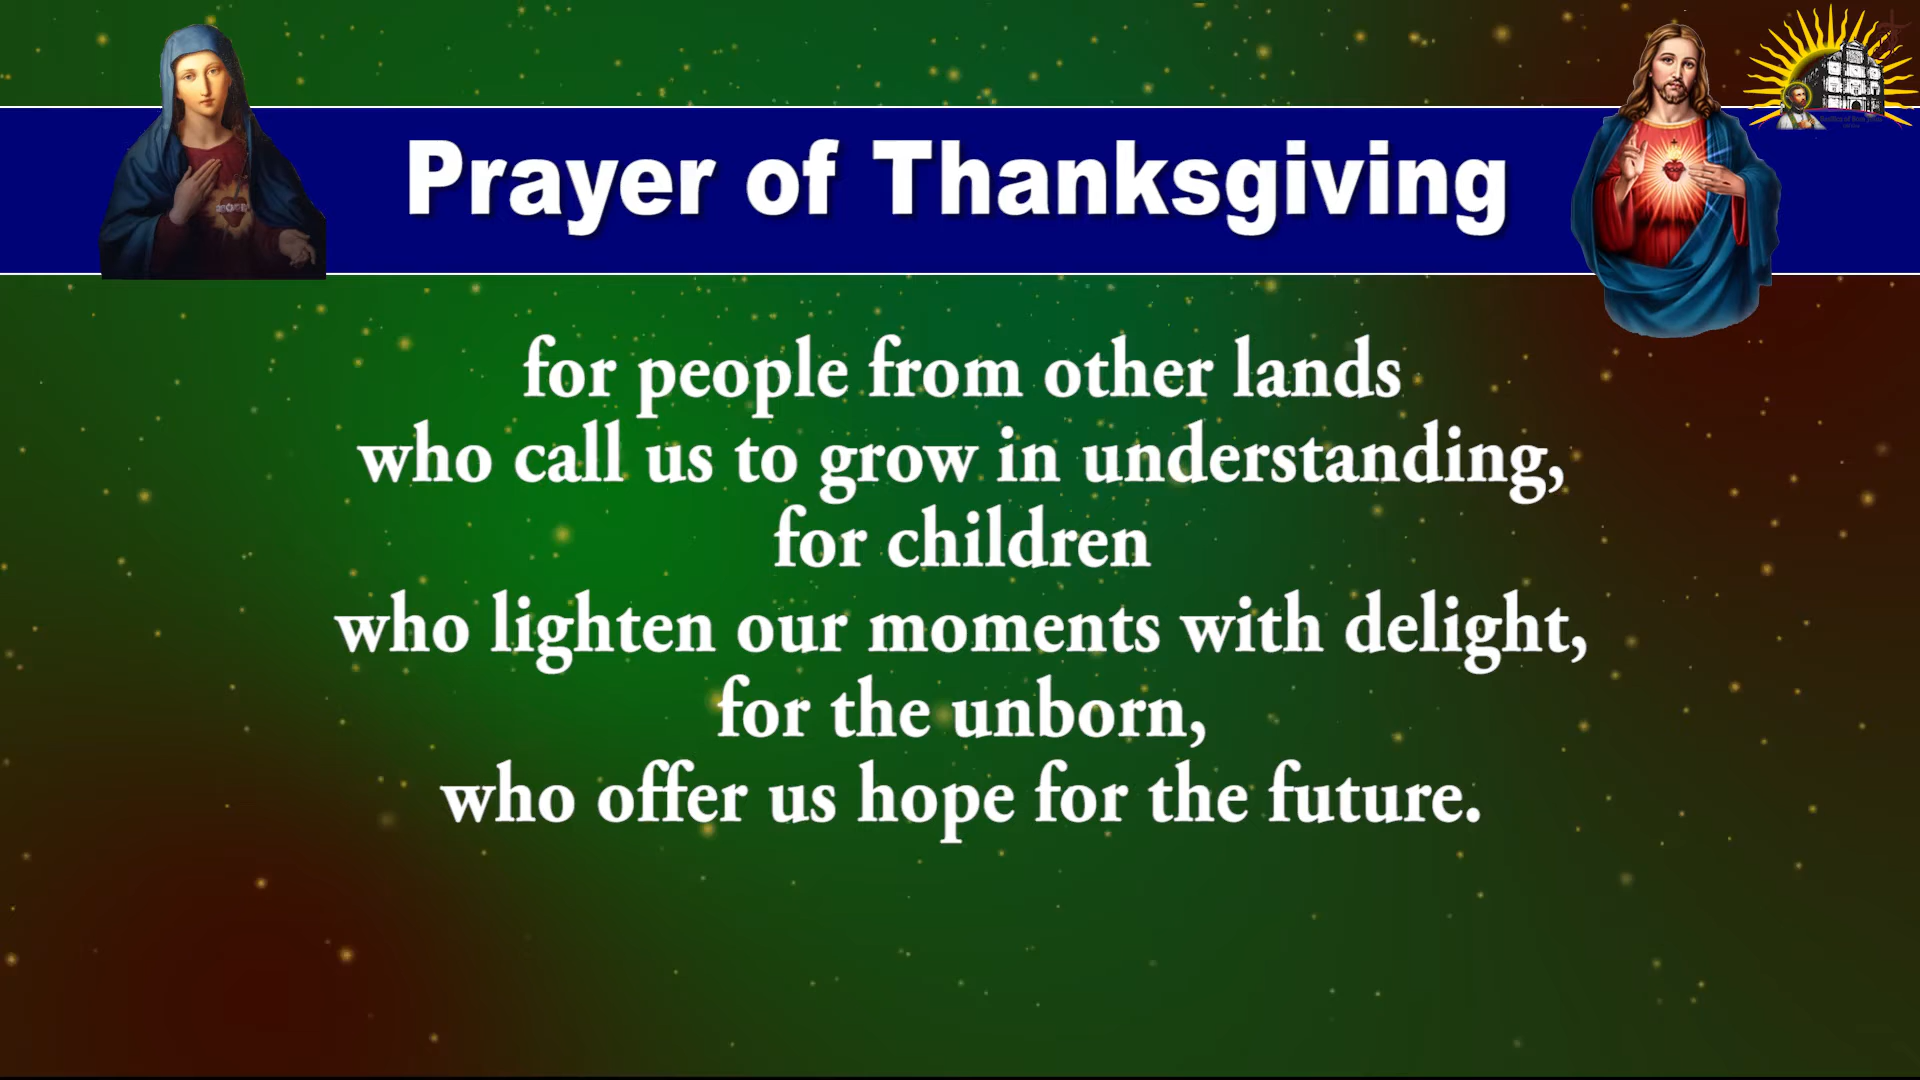 Prayer of Thanksgiving
for people from other lands
who call us to grow in understanding,
for children
who lighten our moments with delight,
for the unborn,
who offer us hope for the future.